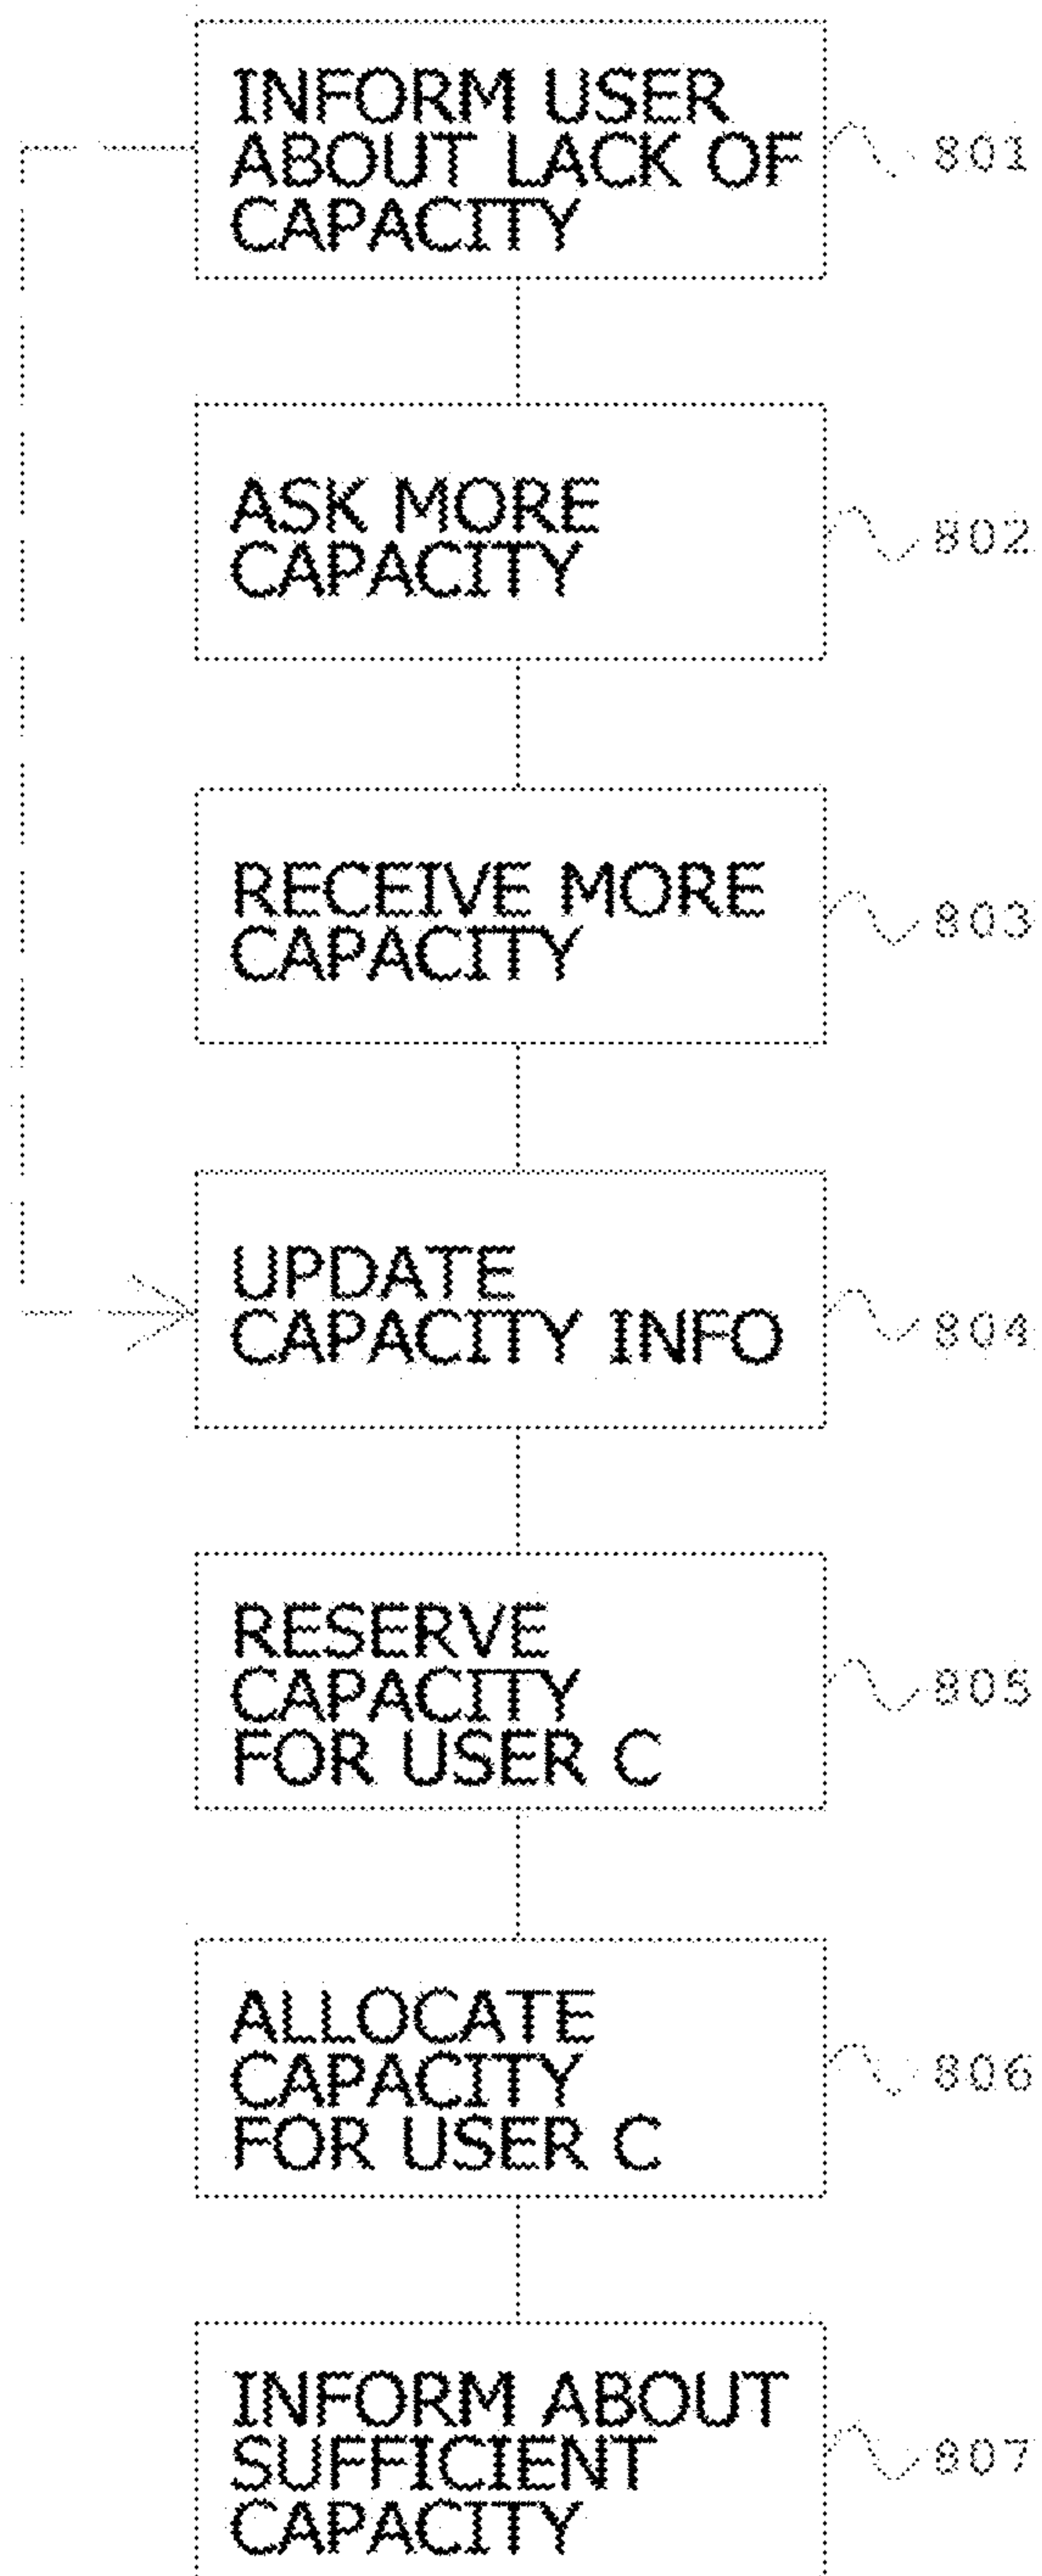 INFORM USER
ABOUT LACK OF
CAPACITY
801
ASK MORE
CAPACITY
802
RECEIVE MORE
CAPACITY
803
UPDATE
CAPACITY INFO
804
RESERVE
CAPACITY
FOR USER C
805
ALLOCATE
CAPACITY
FOR USER C
806
INFORM ABOUT
SUFFICIENT
CAPACITY
807